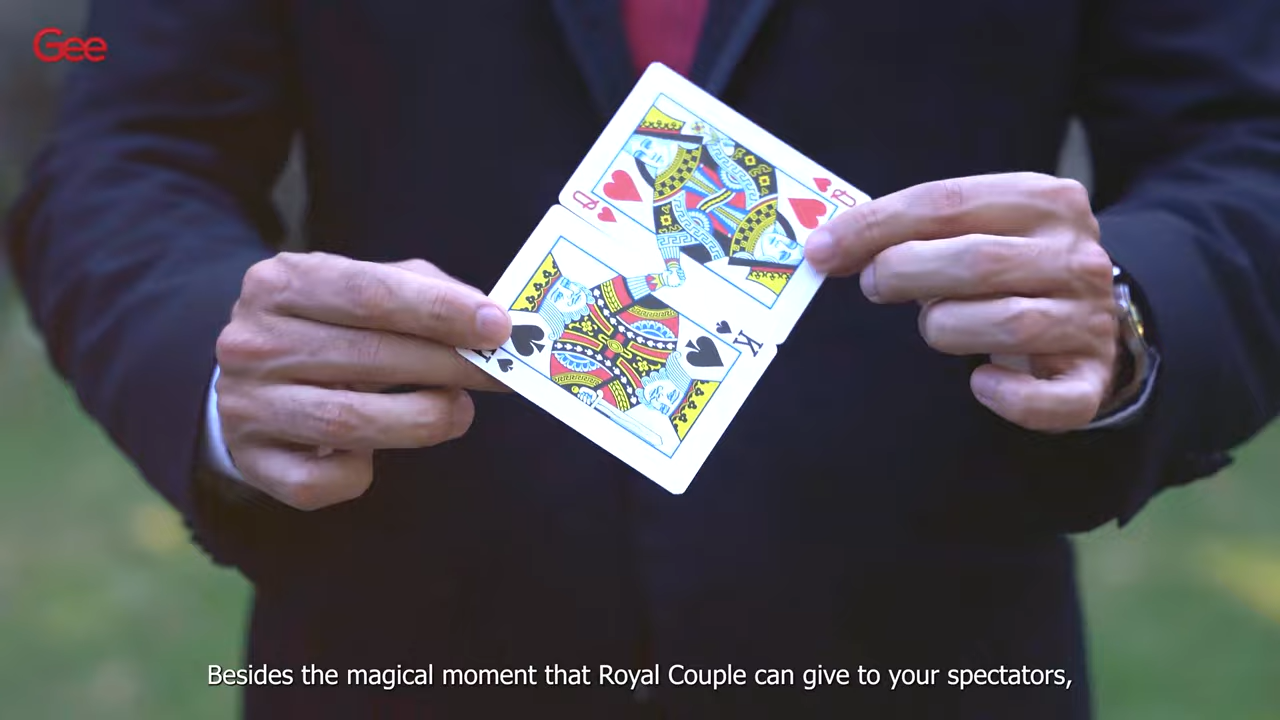 Gee
Q
Q
K
K
Besides the magical moment that Royal Couple can give to your spectators,